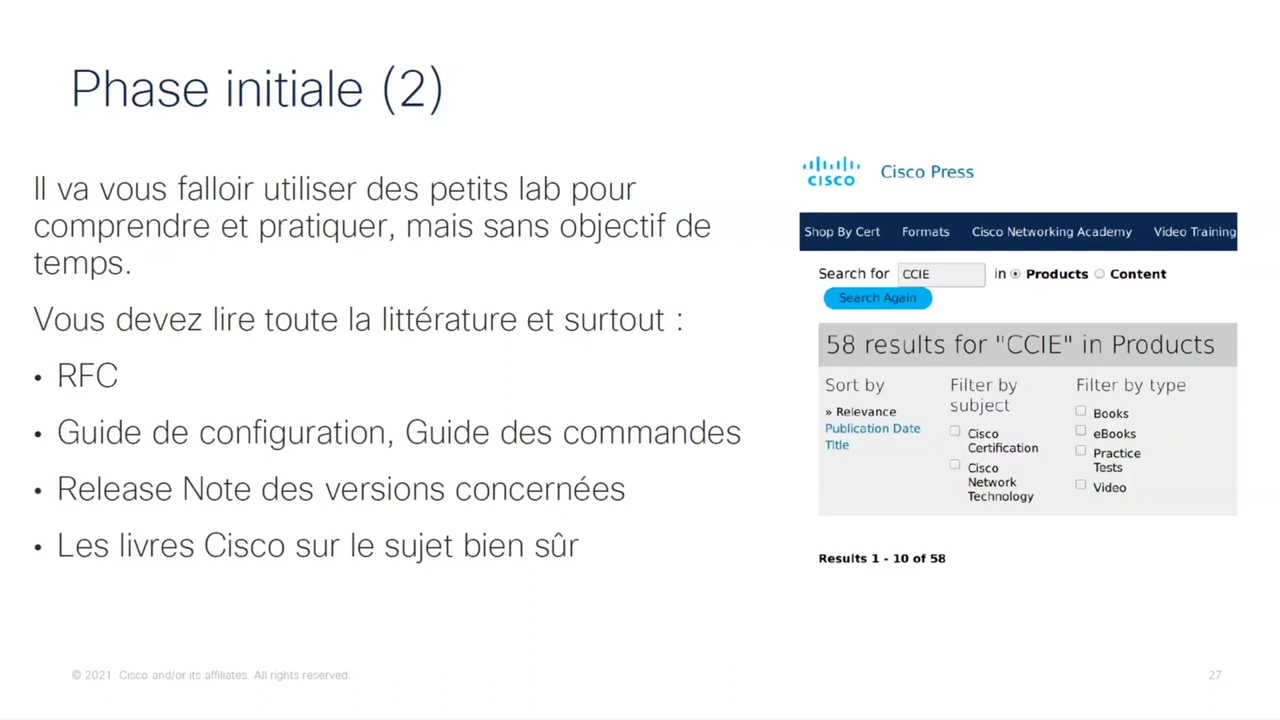 Phase initiale (2)
Il va vous falloir utiliser des petits lab pour
comprendre et pratiquer, mais sans objectif de
temps.
Vous devez lire toute la littérature et surtout :
• RFC
• Guide de configuration, Guide des commandes
• Release Note des versions concernées
• Les livres Cisco sur le sujet bien sûr
CISCO Cisco Press
Shop By Cert Formats Cisco Networking Academy Video Training
Search for CCIE in Products Content
Search Again
58 results for "CCIE" in Products
Sort by
» Relevance
Publication Date
Title
Filter by
subject
Cisco
Certification
Cisco
Network
Technology
Filter by type
Books
eBooks
Practice
Tests
Video
Results 1 - 10 of 58
© 2021 Cisco and/or its affiliates. All rights reserved.
27